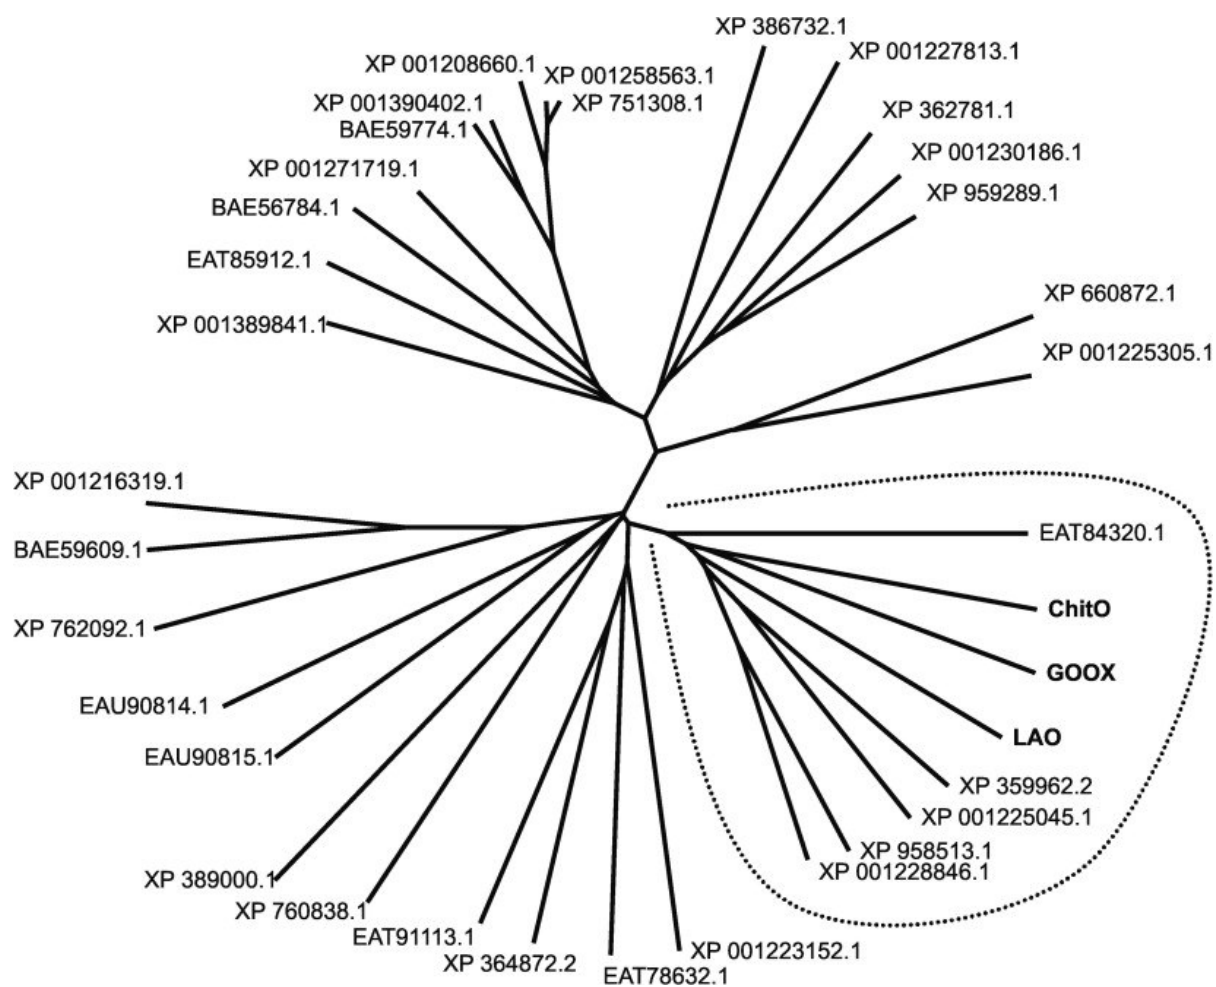 XP 386732.1
XP 001227813.1
XP 001208660.1
XP 001258563.1
XP 001390402.1
XP 751308.1
BAE59774.1
XP 362781.1
XP 001230186.1
XP 001271719.1
XP 959289.1
BAE56784.1
EAT85912.1
XP 660872.1
XP 001389841.1
XP 001225305.1
XP 001216319.1
EAT84320.1
BAE59609.1
ChitO
XP 762092.1
GOOX
EAU90814.1
LAO
EAU90815.1
XP 359962.2
XP 001225045.1
XP 958513.1
XP 001228846.1
XP 389000.1
XP 760838.1
EAT91113.1
XP 001223152.1
XP 364872.2
EAT78632.1